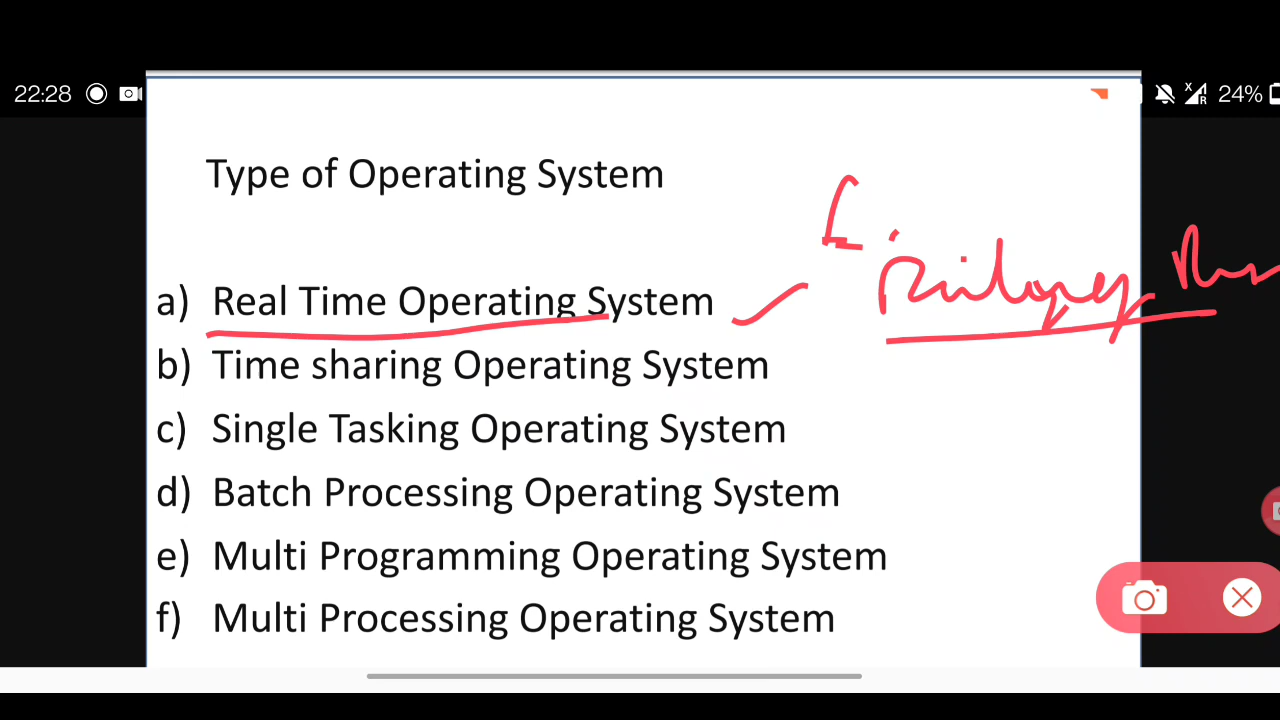 22:28
24%
Type of Operating System
a) Real Time Operating System
b) Time sharing Operating System
c) Single Tasking Operating System
d) Batch Processing Operating System
e) Multi Programming Operating System
f) Multi Processing Operating System